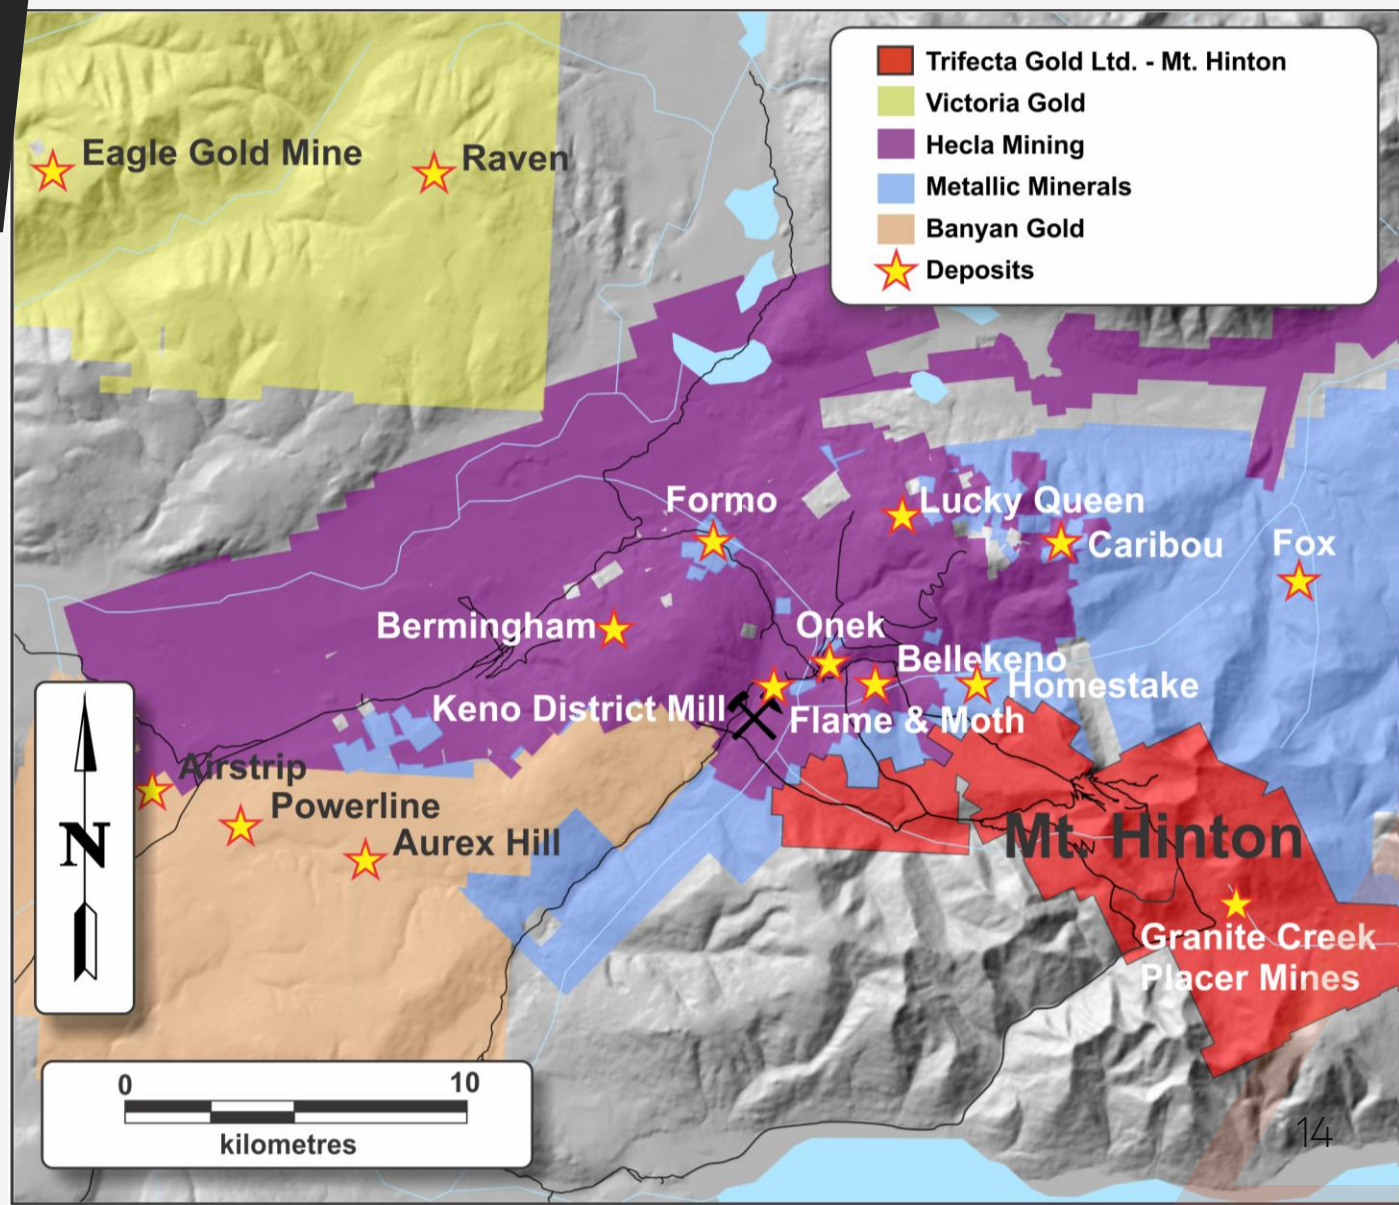 Trifecta Gold Ltd. - Mt. Hinton
Victoria Gold
Hecla Mining
Metallic Minerals
Banyan Gold
Deposits
Eagle Gold Mine
Raven
Formo
Lucky Queen
Caribou
Fox
Bermingham
Onek
Bellekeno
Homestake
Keno District Mill
Flame & Moth
Airstrip
Powerline
Aurex Hill
Mt. Hinton
N
Granite Creek
Placer Mines
0 10
kilometres
14